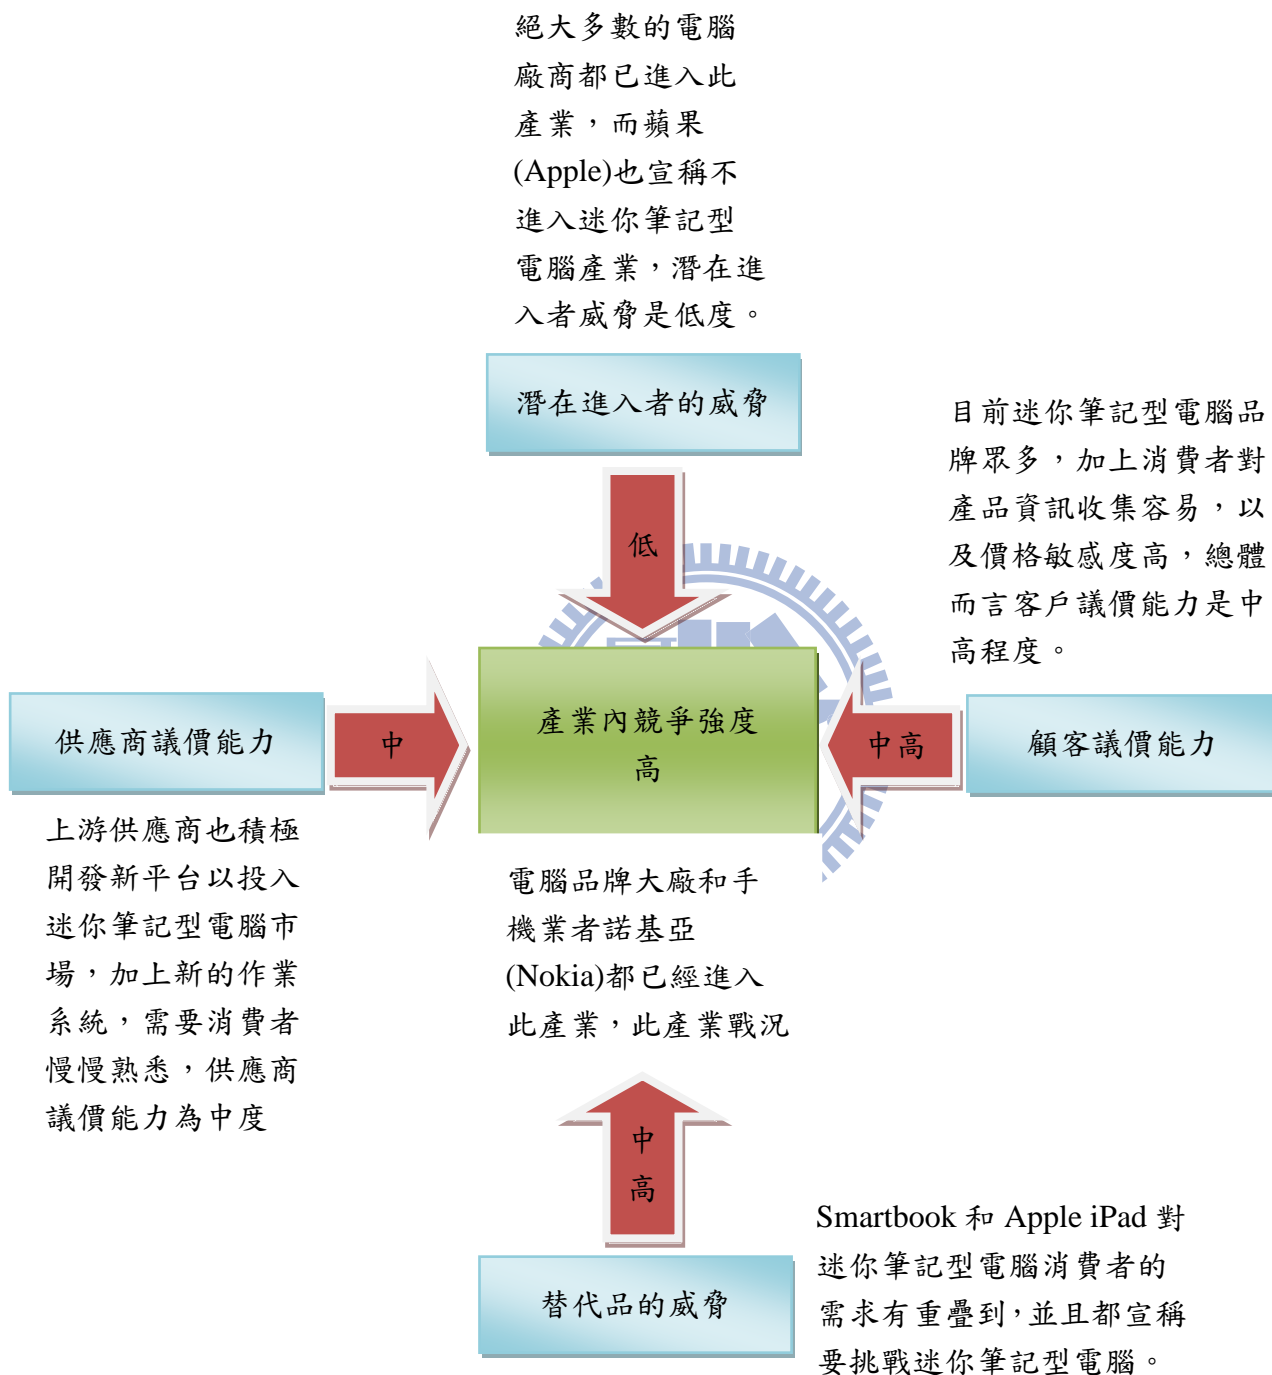 絕大多數的電腦
廠商都已進入此
產業，而蘋果
(Apple)也宣稱不
進入迷你筆記型
電腦產業，潛在進
入者威脅是低度。
潛在進入者的威脅
低
目前迷你筆記型電腦品
牌眾多，加上消費者對
產品資訊收集容易，以
及價格敏感度高，總體
而言客戶議價能力是中
高程度。
供應商議價能力
中
產業內競爭強度
高
中高
顧客議價能力
上游供應商也積極
開發新平台以投入
迷你筆記型電腦市
場，加上新的作業
系統，需要消費者
慢慢熟悉，供應商
議價能力為中度
電腦品牌大廠和手
機業者諾基亞
(Nokia)都已經進入
此產業，此產業戰況
中
高
替代品的威脅
Smartbook 和 Apple iPad 對
迷你筆記型電腦消費者的
需求有重疊到，並且都宣稱
要挑戰迷你筆記型電腦。